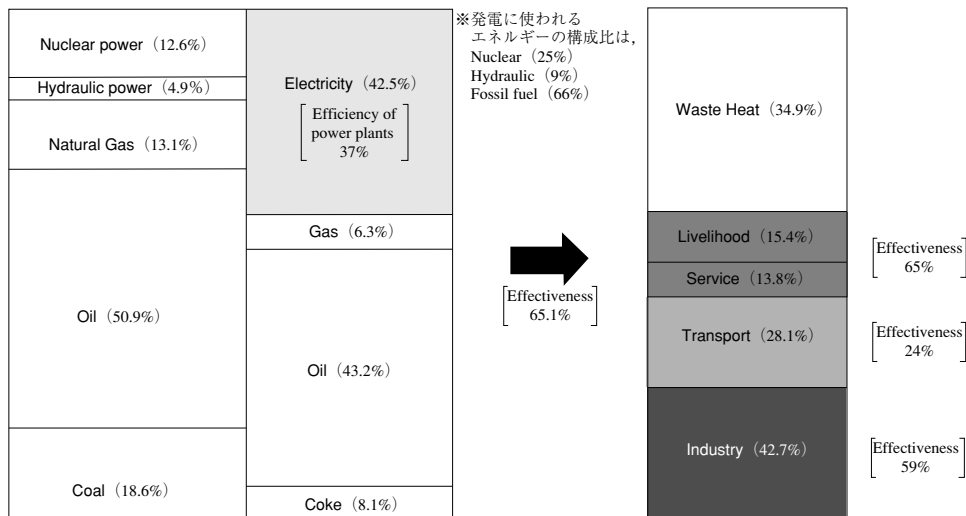 Nuclear power（12.6%）
Hydraulic power（4.9%）
Natural Gas（13.1%）
Oil（50.9%）
Coal（18.6%）
Electricity（42.5%）
Efficiency of
power plants
37%
Gas（6.3%）
Oil（43.2%）
Coke（8.1%）
※発電に使われる
エネルギーの構成比は，
Nuclear (25%)
Hydraulic (9%)
Fossil fuel (66%)
Effectiveness
65.1%
Waste Heat（34.9%）
Livelihood（15.4%）
Service（13.8%）
Transport（28.1%）
Industry（42.7%）
Effectiveness
65%
Effectiveness
24%
Effectiveness
59%